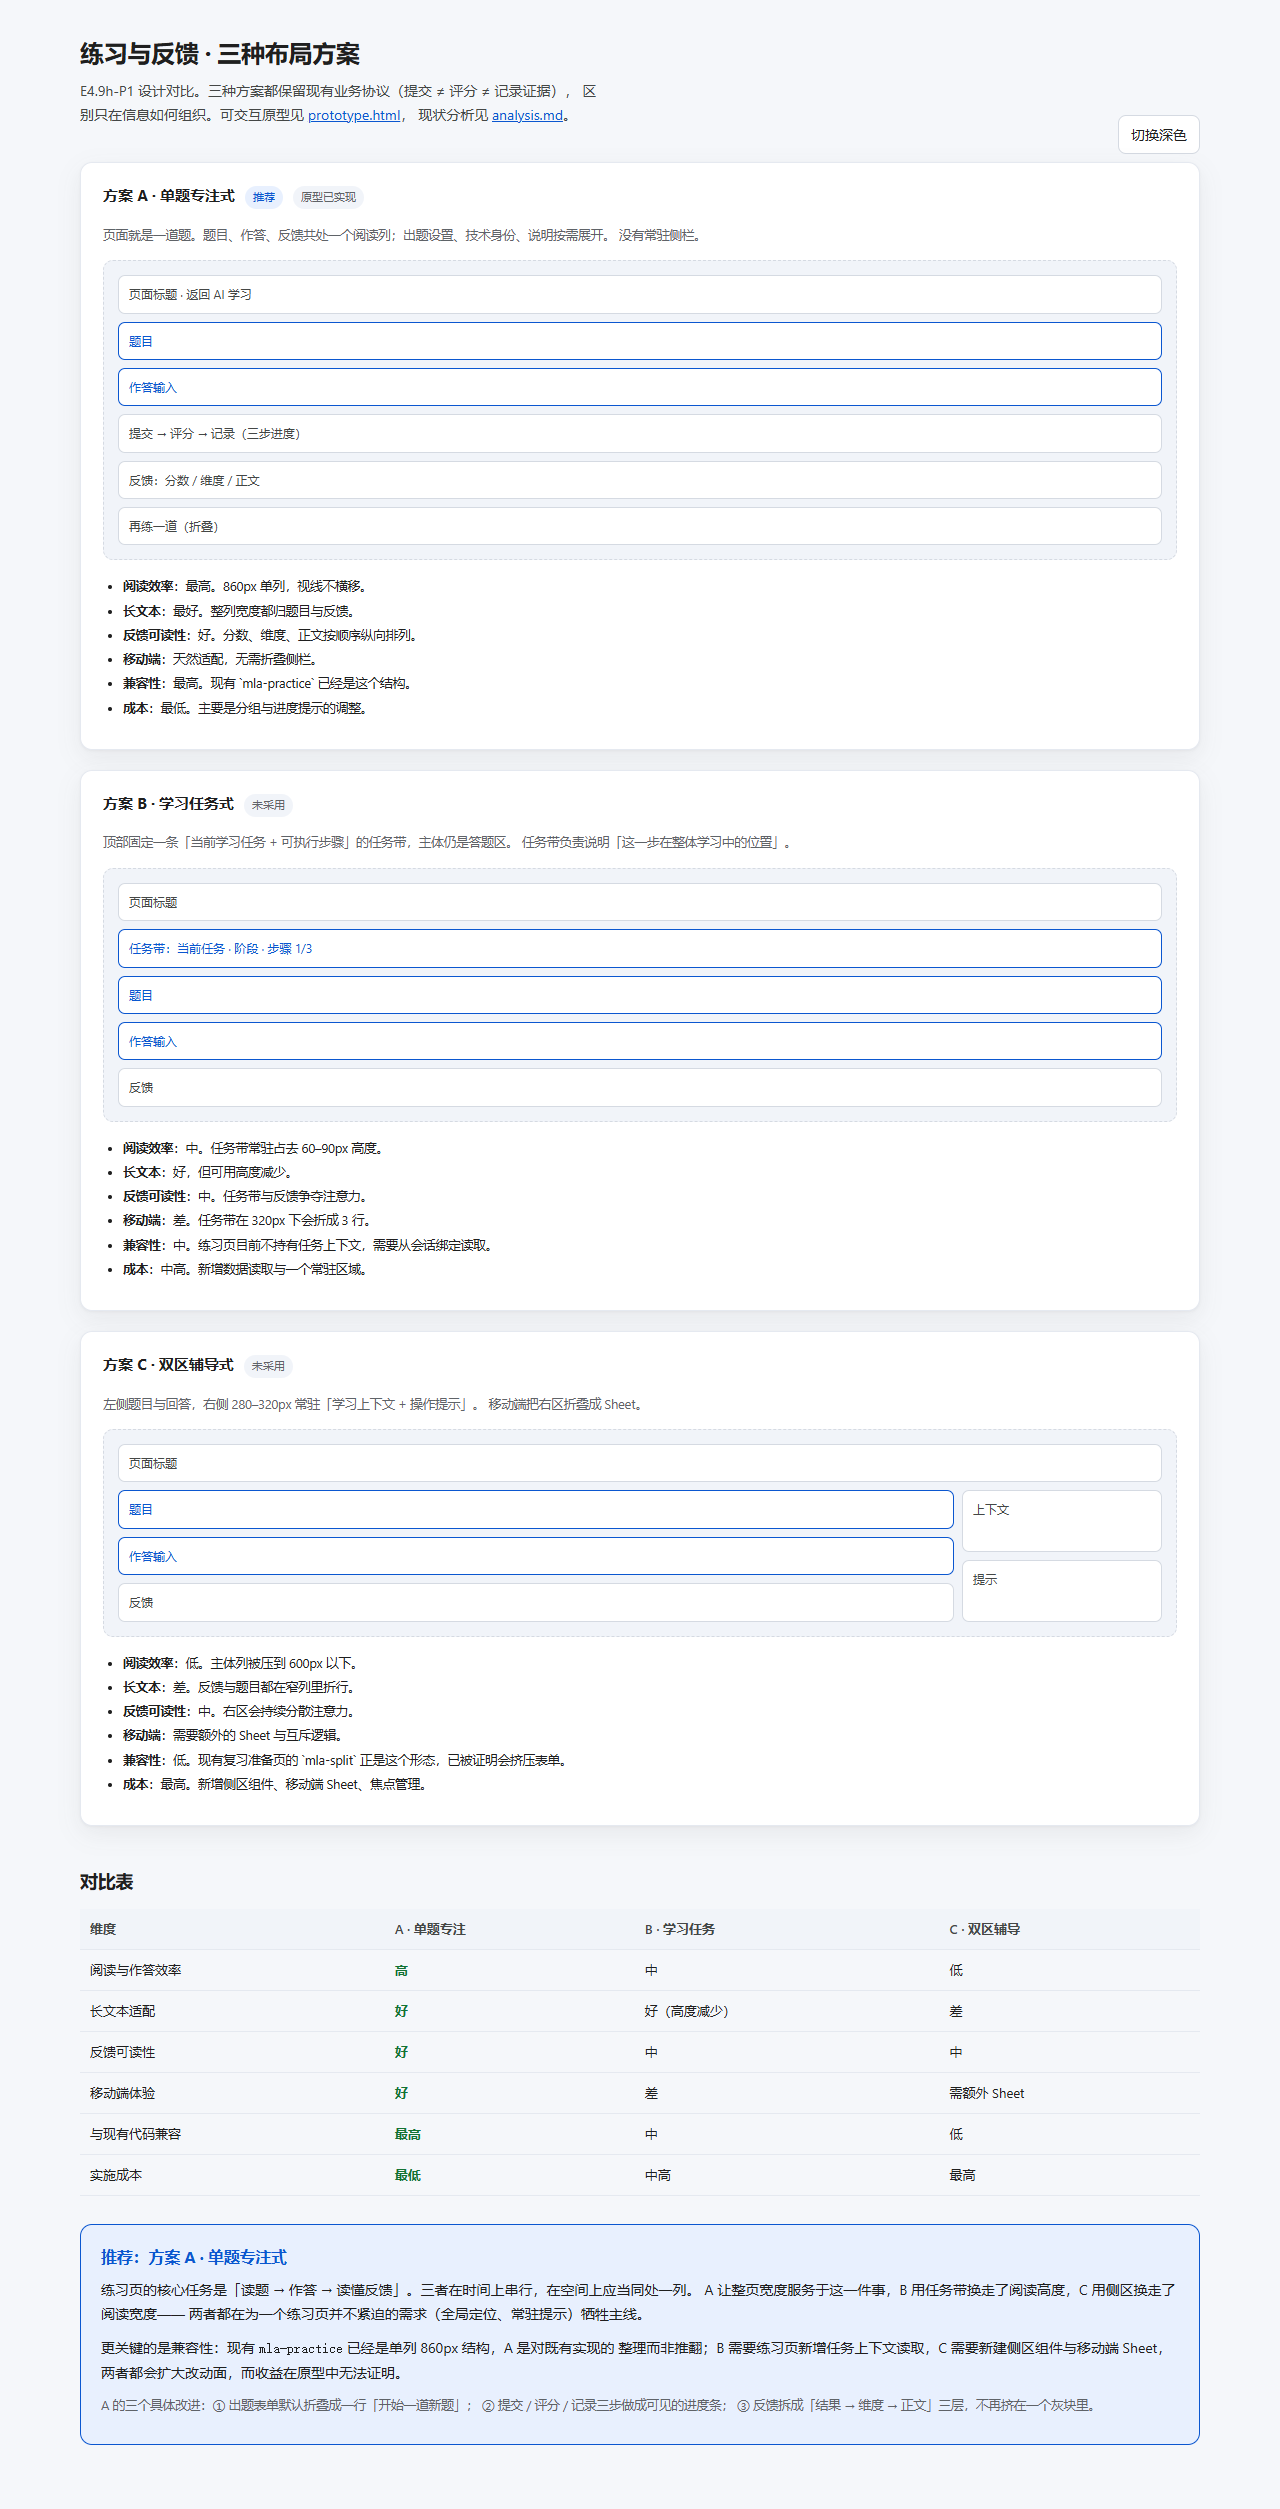 练习与反馈 · 三种布局方案
E4.9h-P1 设计对比。三种方案都保留现有业务协议（提交 ≠ 评分 ≠ 记录证据）， 区
别只在信息如何组织。可交互原型见 prototype.html， 现状分析见 analysis.md。
切换深色
方案 A · 单题专注式 推荐 原型已实现
页面就是一道题。题目、作答、反馈共处一个阅读列；出题设置、技术身份、说明按需展开。 没有常驻侧栏。
页面标题 · 返回 AI 学习
题目
作答输入
提交 → 评分 → 记录（三步进度）
反馈：分数 / 维度 / 正文
再练一道（折叠）
• 阅读效率：最高。860px 单列，视线不横移。
• 长文本：最好。整列宽度都归题目与反馈。
• 反馈可读性：好。分数、维度、正文按顺序纵向排列。
• 移动端：天然适配，无需折叠侧栏。
• 兼容性：最高。现有 `mla-practice` 已经是这个结构。
• 成本：最低。主要是分组与进度提示的调整。
方案 B · 学习任务式 未采用
顶部固定一条「当前学习任务 + 可执行步骤」的任务带，主体仍是答题区。 任务带负责说明「这一步在整体学习中的位置」。
页面标题
任务带：当前任务 · 阶段 · 步骤 1/3
题目
作答输入
反馈
• 阅读效率：中。任务带常驻占去 60–90px 高度。
• 长文本：好，但可用高度减少。
• 反馈可读性：中。任务带与反馈争夺注意力。
• 移动端：差。任务带在 320px 下会折成 3 行。
• 兼容性：中。练习页目前不持有任务上下文，需要从会话绑定读取。
• 成本：中高。新增数据读取与一个常驻区域。
方案 C · 双区辅导式 未采用
左侧题目与回答，右侧 280–320px 常驻「学习上下文 + 操作提示」。 移动端把右区折叠成 Sheet。
页面标题
题目
上下文
作答输入
提示
反馈
• 阅读效率：低。主体列被压到 600px 以下。
• 长文本：差。反馈与题目都在窄列里折行。
• 反馈可读性：中。右区会持续分散注意力。
• 移动端：需要额外的 Sheet 与互斥逻辑。
• 兼容性：低。现有复习准备页的 `mla-split` 正是这个形态，已被证明会挤压表单。
• 成本：最高。新增侧区组件、移动端 Sheet、焦点管理。
对比表
维度 A · 单题专注 B · 学习任务 C · 双区辅导
阅读与作答效率 高 中 低
长文本适配 好 好（高度减少） 差
反馈可读性 好 中 中
移动端体验 好 差 需额外 Sheet
与现有代码兼容 最高 中 低
实施成本 最低 中高 最高
推荐：方案 A · 单题专注式
练习页的核心任务是「读题 → 作答 → 读懂反馈」。三者在时间上串行，在空间上应当同处一列。 A 让整页宽度服务于这一件事，B 用任务带换走了阅读高度，C 用侧区换走了
阅读宽度—— 两者都在为一个练习页并不紧迫的需求（全局定位、常驻提示）牺牲主线。
更关键的是兼容性：现有 mla-practice 已经是单列 860px 结构，A 是对既有实现的 整理而非推翻；B 需要练习页新增任务上下文读取，C 需要新建侧区组件与移动端 Sheet，
两者都会扩大改动面，而收益在原型中无法证明。
A 的三个具体改进：① 出题表单默认折叠成一行「开始一道新题」； ② 提交 / 评分 / 记录三步做成可见的进度条； ③ 反馈拆成「结果 → 维度 → 正文」三层，不再挤在一个灰块里。